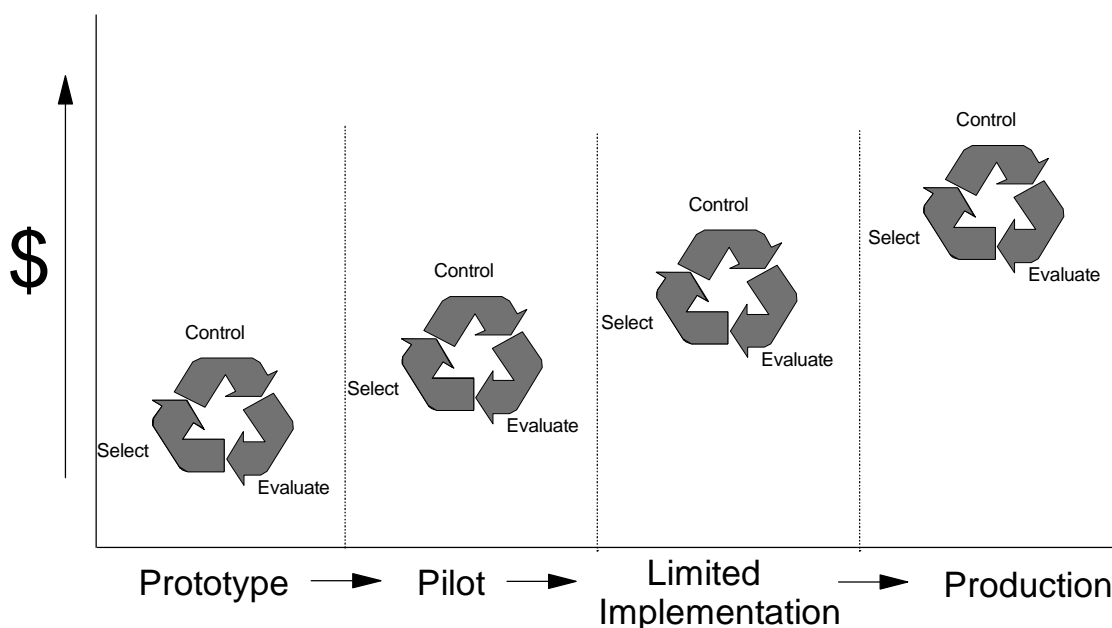 $
Control
Select
Evaluate
Control
Select
Evaluate
Control
Select
Evaluate
Control
Select
Evaluate
Prototype
Pilot
Limited
Implementation
Production